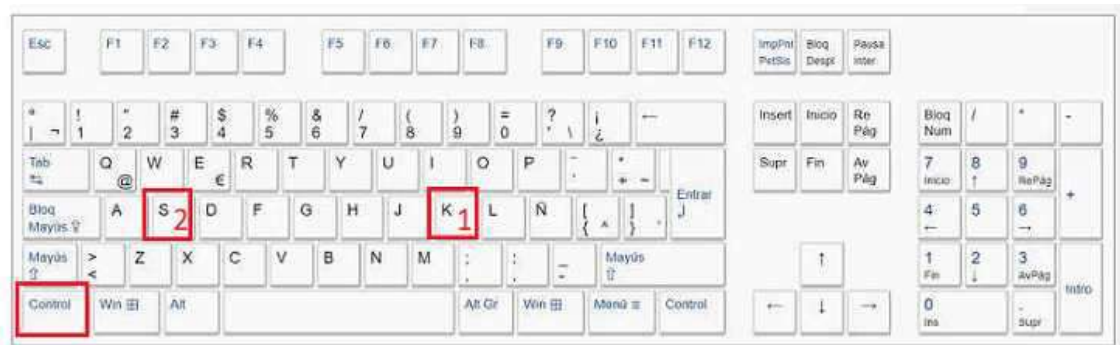 Esc F1 F2 F3 F4 F5 F6 F7 F8 F9 F10 F11 F12 ImpPnt Bloq Pausa
PetSis Despl Inter
° ! " # $ % & / ( ) = ? ¡ ← Insert Inicio Re Bloq / * -
| ¬ 1 2 3 4 5 6 7 8 9 0 ' \ ¿ Pág Num
Tab Q W E R T Y U I O P ¨ * Supr Fin Av 7 8 9 +
@ € ´ + ~ Entrar Pág Inicio ↑ RePág
Bloq A S 2 D F G H J K 1 L Ñ [ ] 4 5 6
Mayús ⇧ { ^ } ` ← →
Mayús > Z X C V B N M ; : _ Mayús ↑ 1 2 3 Intro
⇧ < , . - ⇧ Fin ↓ AvPág
Control Win Alt Alt Gr Win Menú ≡ Control ← ↓ → 0 .
Ins Supr